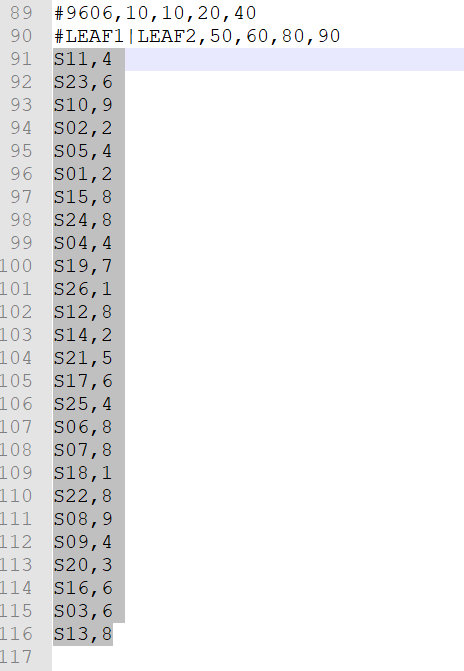 89 #9606,10,10,20,40
90 #LEAF1|LEAF2,50,60,80,90
91 S11,4
92 S23,6
93 S10,9
94 S02,2
95 S05,4
96 S01,2
97 S15,8
98 S24,8
99 S04,4
100 S19,7
101 S26,1
102 S12,8
103 S14,2
104 S21,5
105 S17,6
106 S25,4
107 S06,8
108 S07,8
109 S18,1
110 S22,8
111 S08,9
112 S09,4
113 S20,3
114 S16,6
115 S03,6
116 S13,8
117